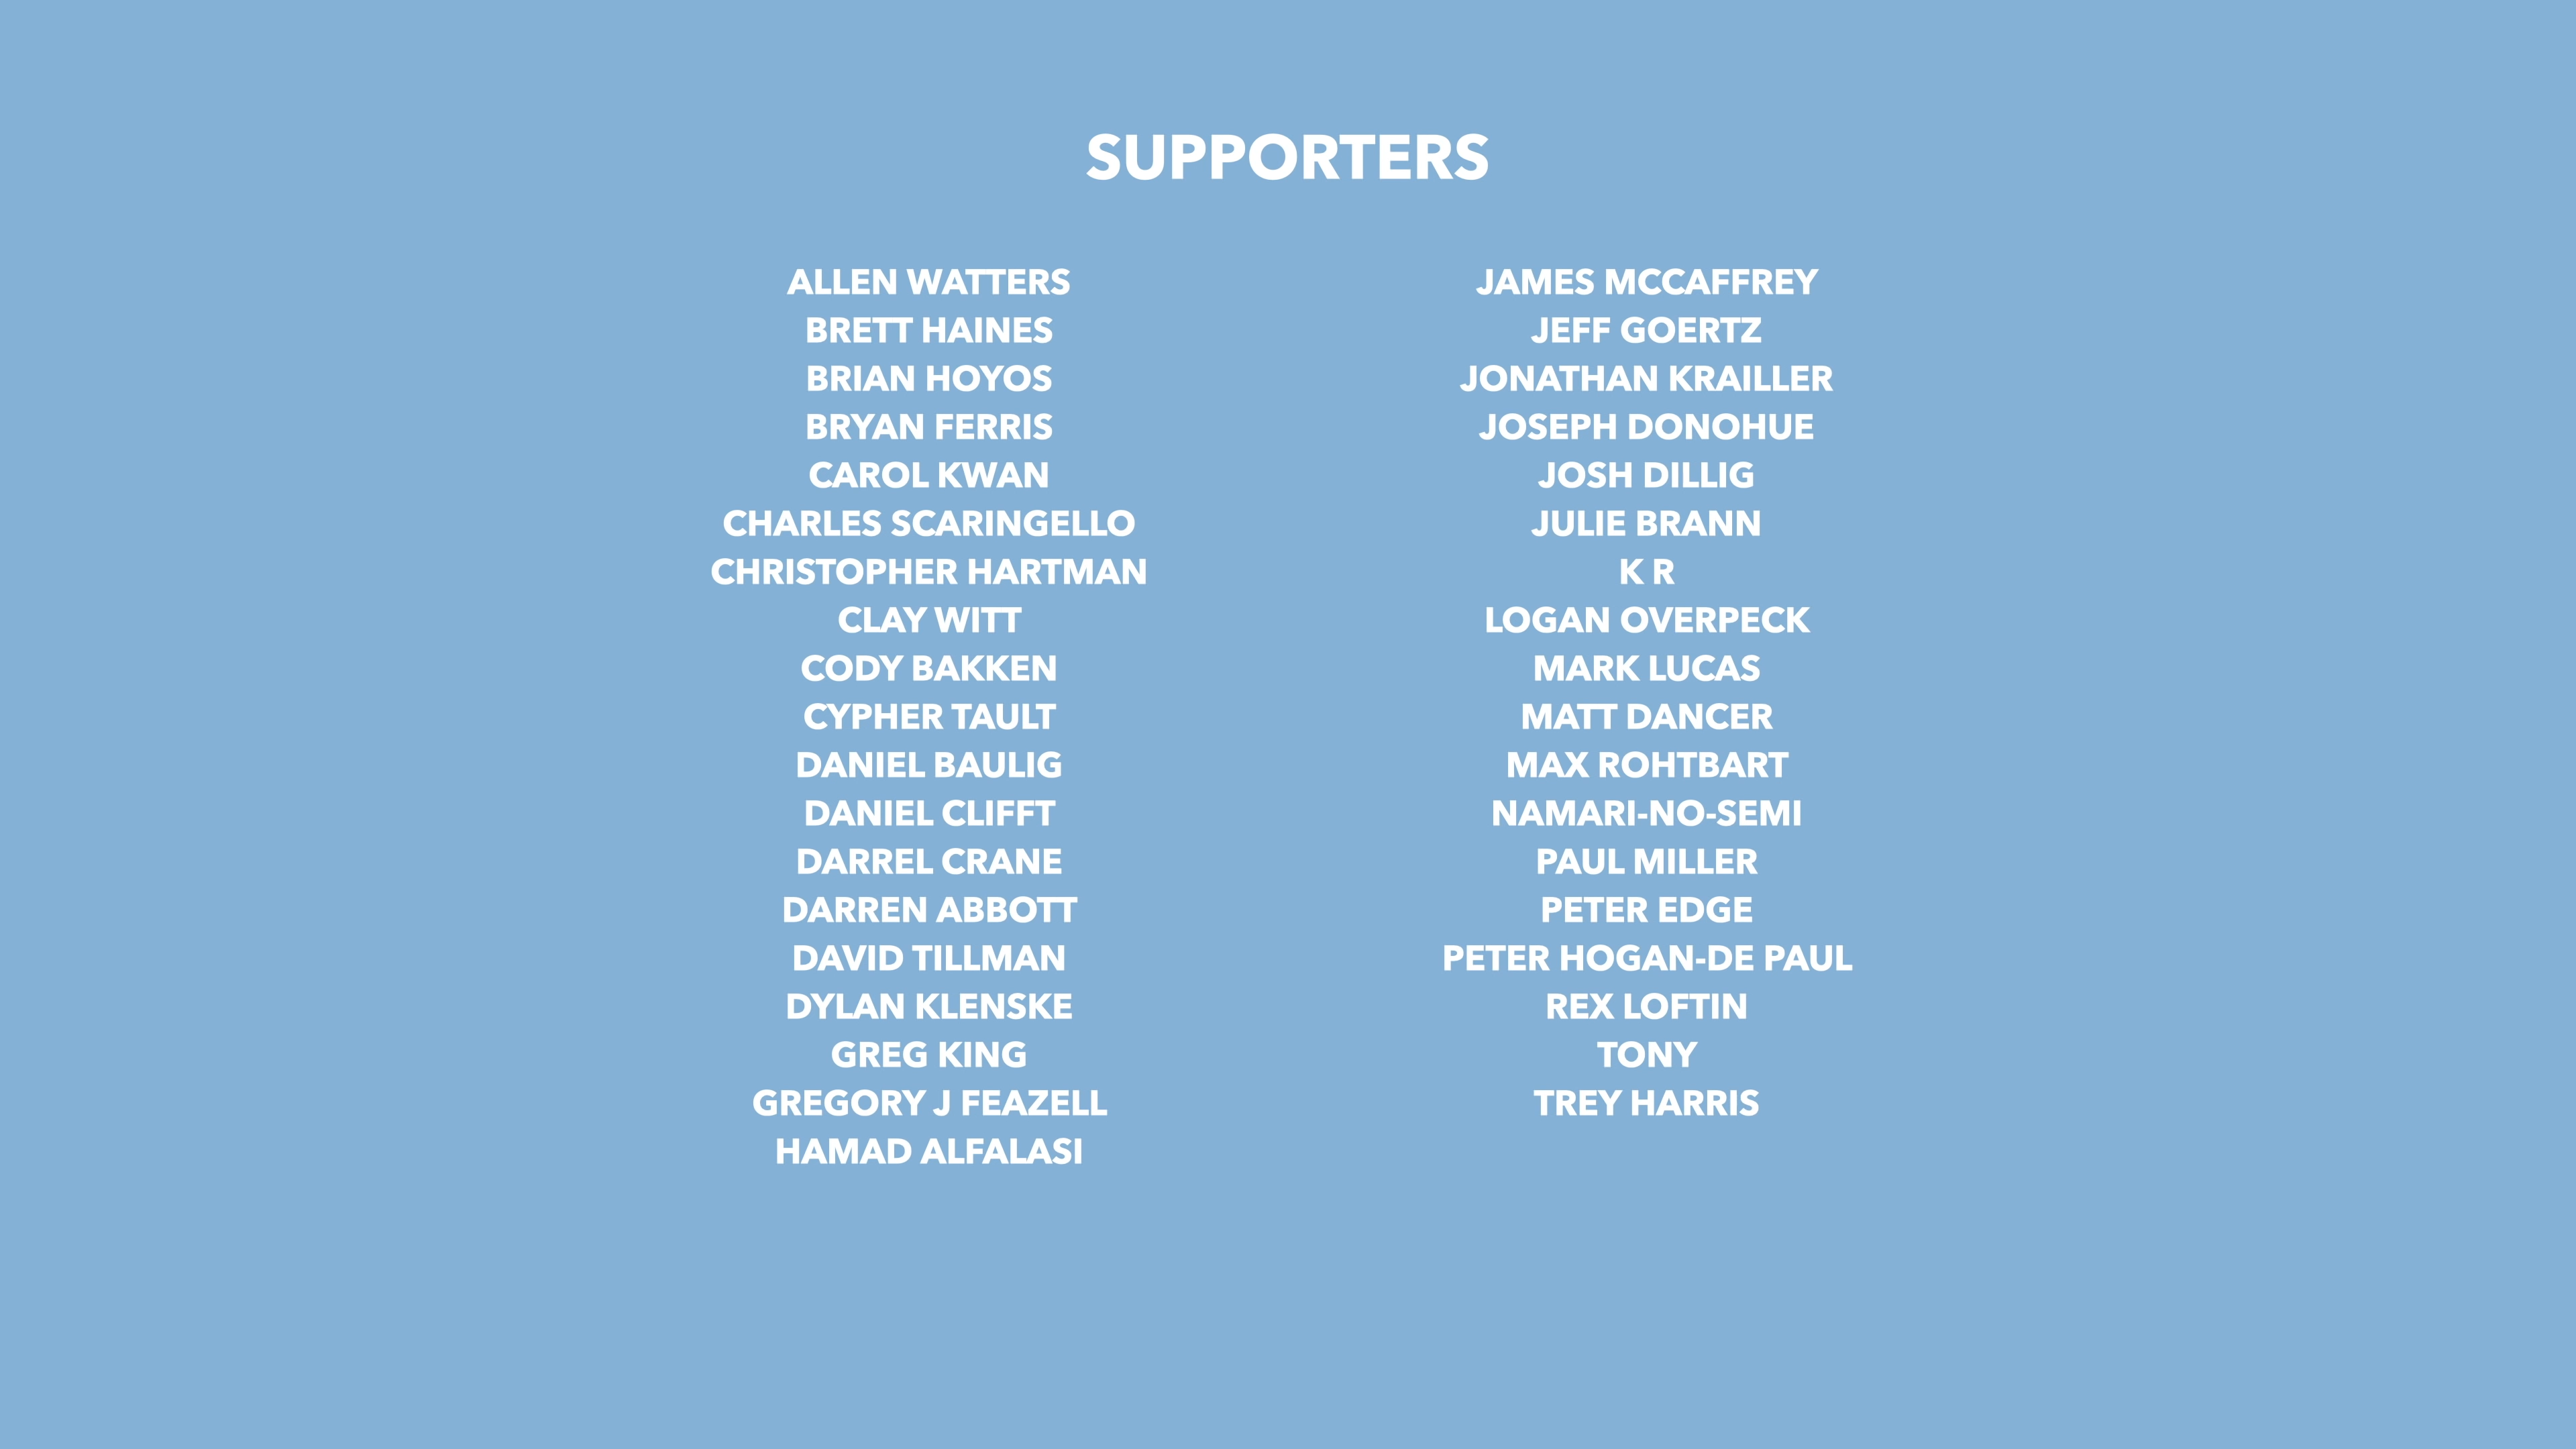 SUPPORTERS
ALLEN WATTERS
BRETT HAINES
BRIAN HOYOS
BRYAN FERRIS
CAROL KWAN
CHARLES SCARINGELLO
CHRISTOPHER HARTMAN
CLAY WITT
CODY BAKKEN
CYPHER TAULT
DANIEL BAULIG
DANIEL CLIFFT
DARREL CRANE
DARREN ABBOTT
DAVID TILLMAN
DYLAN KLENSKE
GREG KING
GREGORY J FEAZELL
HAMAD ALFALASI
JAMES MCCAFFREY
JEFF GOERTZ
JONATHAN KRAILLER
JOSEPH DONOHUE
JOSH DILLIG
JULIE BRANN
K R
LOGAN OVERPECK
MARK LUCAS
MATT DANCER
MAX ROHTBART
NAMARI-NO-SEMI
PAUL MILLER
PETER EDGE
PETER HOGAN-DE PAUL
REX LOFTIN
TONY
TREY HARRIS